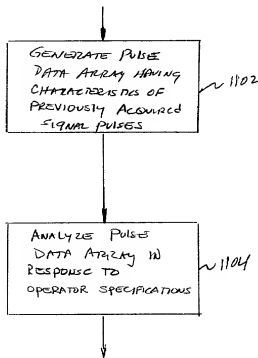 GENERATE PULSE
DATA ARRAY HAVING
CHARACTERISTICS OF
PREVIOUSLY ACQUIRED
SIGNAL PULSES
1102
ANALYZE PULSE
DATA ARRAY IN
RESPONSE TO
OPERATOR SPECIFICATIONS
1104